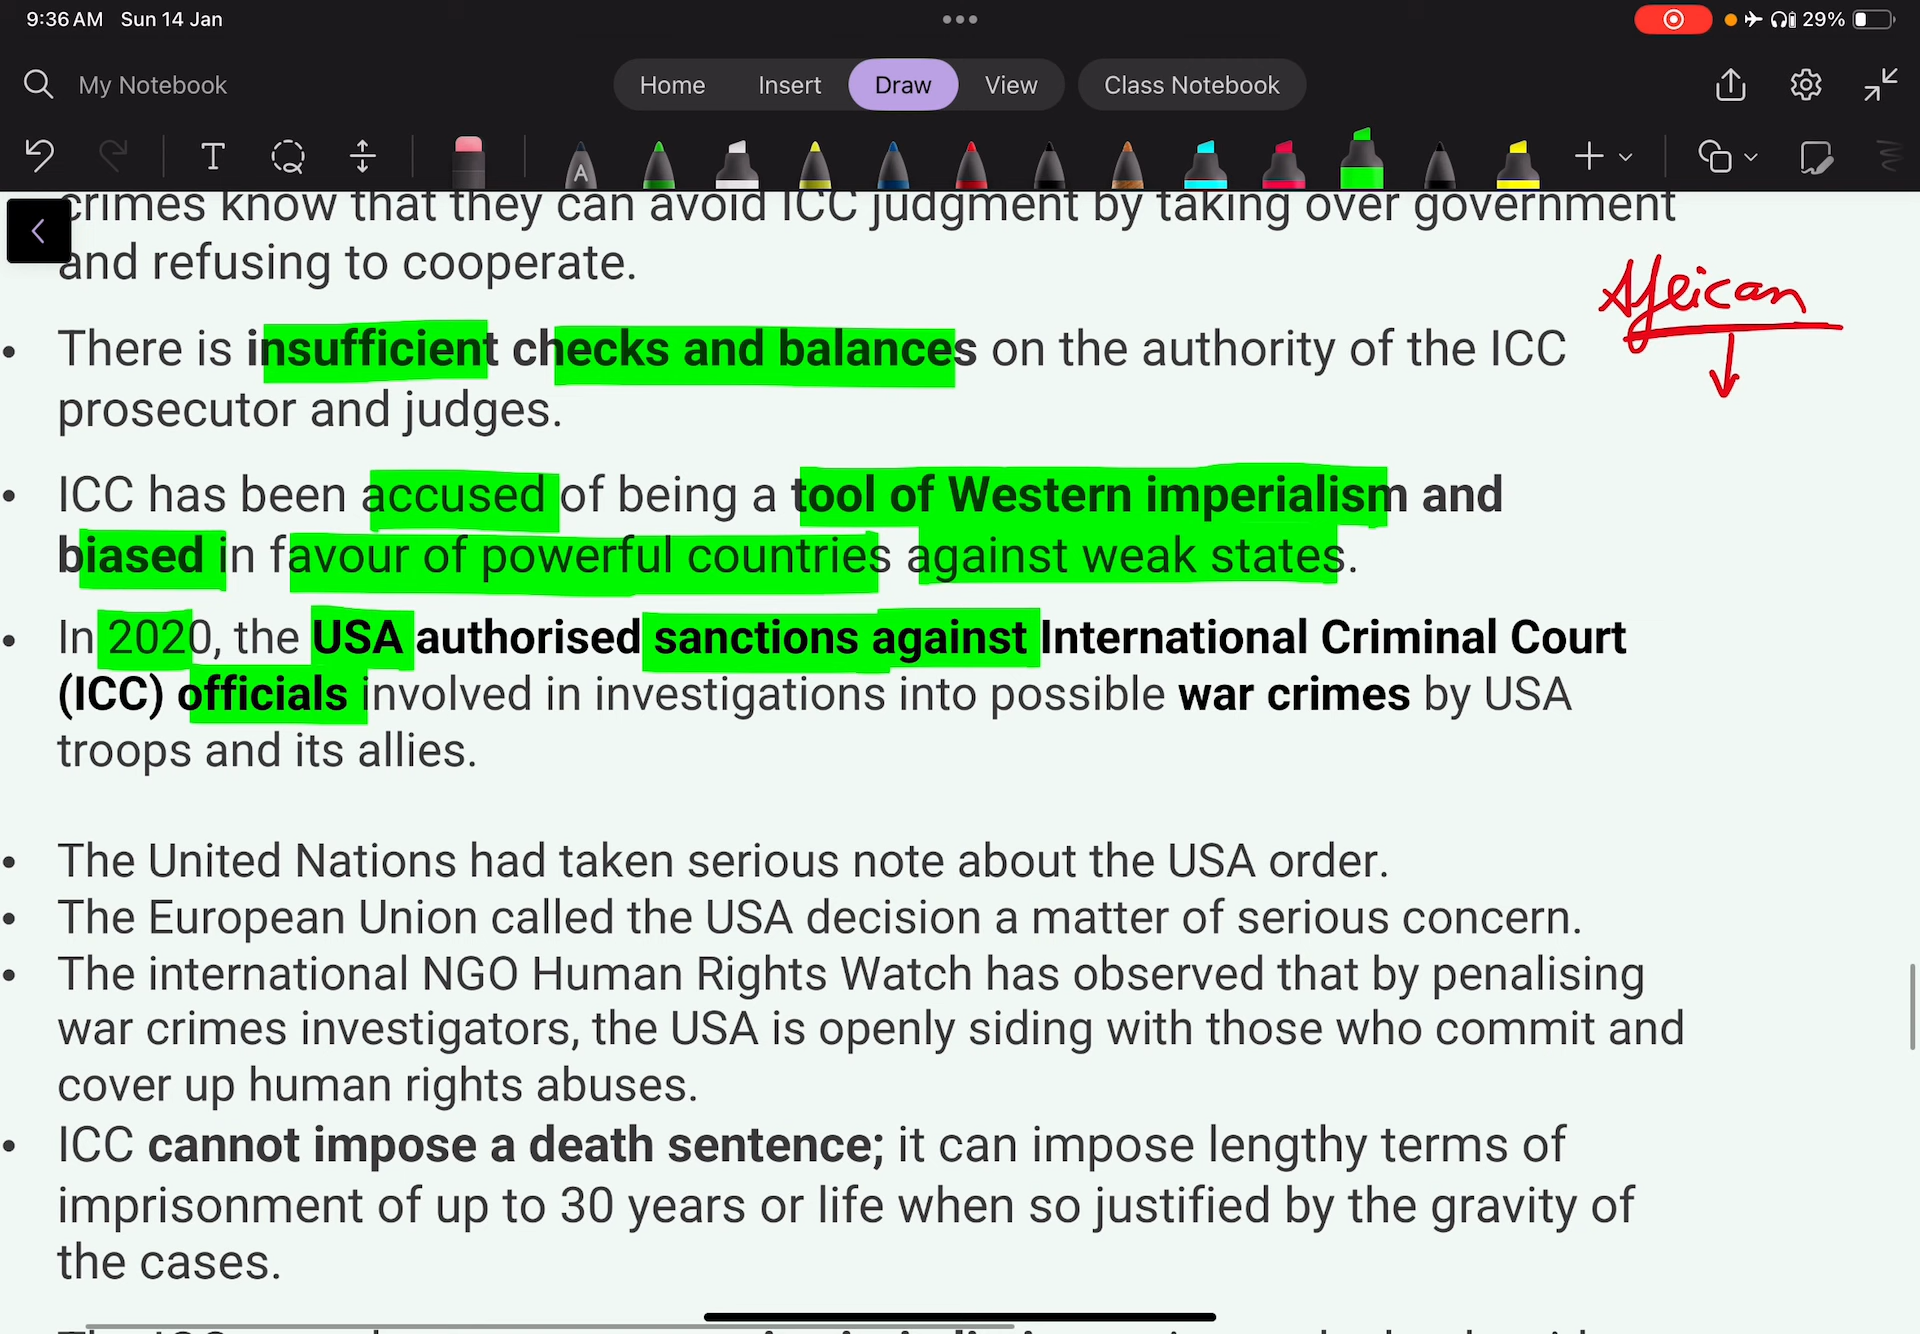 9:36 AM Sun 14 Jan
29%
My Notebook
Home Insert Draw View Class Notebook
T
A
crimes know that they can avoid ICC judgment by taking over government
and refusing to cooperate.
African
• There is insufficient checks and balances on the authority of the ICC
prosecutor and judges.
• ICC has been accused of being a tool of Western imperialism and
biased in favour of powerful countries against weak states.
• In 2020, the USA authorised sanctions against International Criminal Court
(ICC) officials involved in investigations into possible war crimes by USA
troops and its allies.
• The United Nations had taken serious note about the USA order.
• The European Union called the USA decision a matter of serious concern.
• The international NGO Human Rights Watch has observed that by penalising
war crimes investigators, the USA is openly siding with those who commit and
cover up human rights abuses.
• ICC cannot impose a death sentence; it can impose lengthy terms of
imprisonment of up to 30 years or life when so justified by the gravity of
the cases.